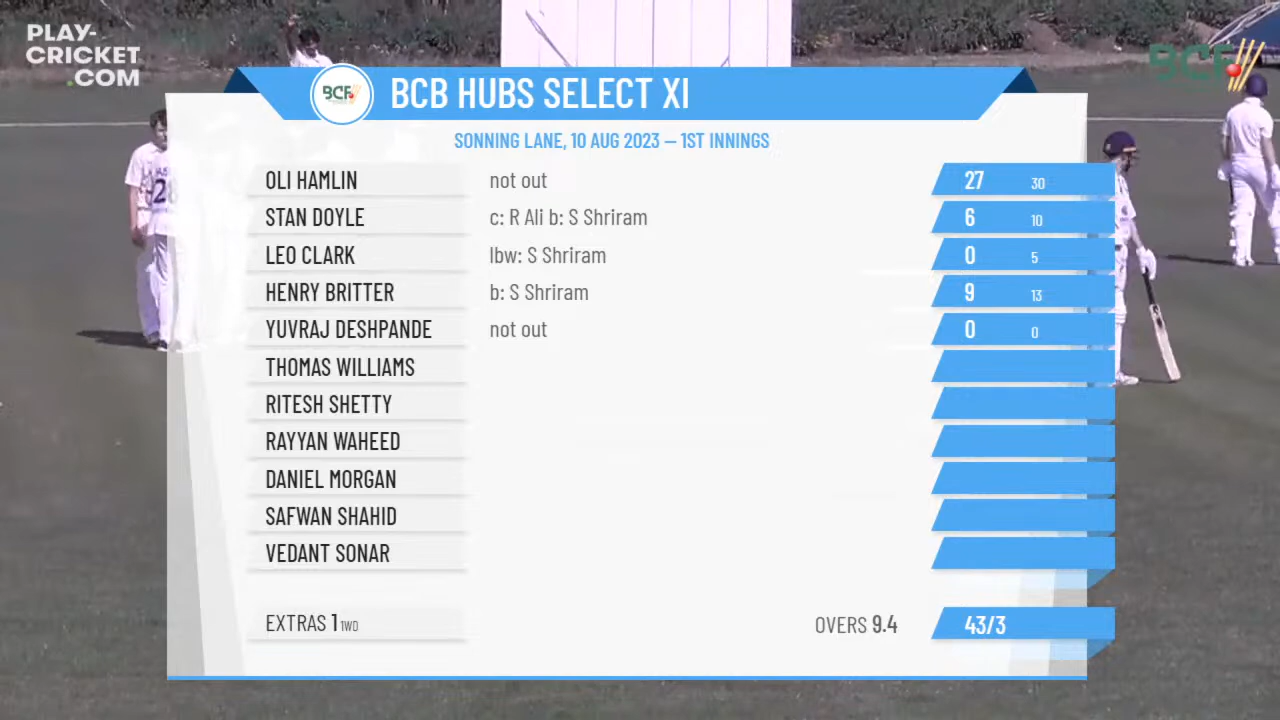 PLAY-
CRICKET
.COM
BCF
BCF BCB HUBS SELECT XI
SONNING LANE, 10 AUG 2023 – 1ST INNINGS
OLI HAMLIN not out 27 30
STAN DOYLE c: R Ali b: S Shriram 6 10
LEO CLARK lbw: S Shriram 0 5
HENRY BRITTER b: S Shriram 9 13
YUVRAJ DESHPANDE not out 0 0
THOMAS WILLIAMS
RITESH SHETTY
RAYYAN WAHEED
DANIEL MORGAN
SAFWAN SHAHID
VEDANT SONAR
EXTRAS 1 1WD OVERS 9.4 43/3